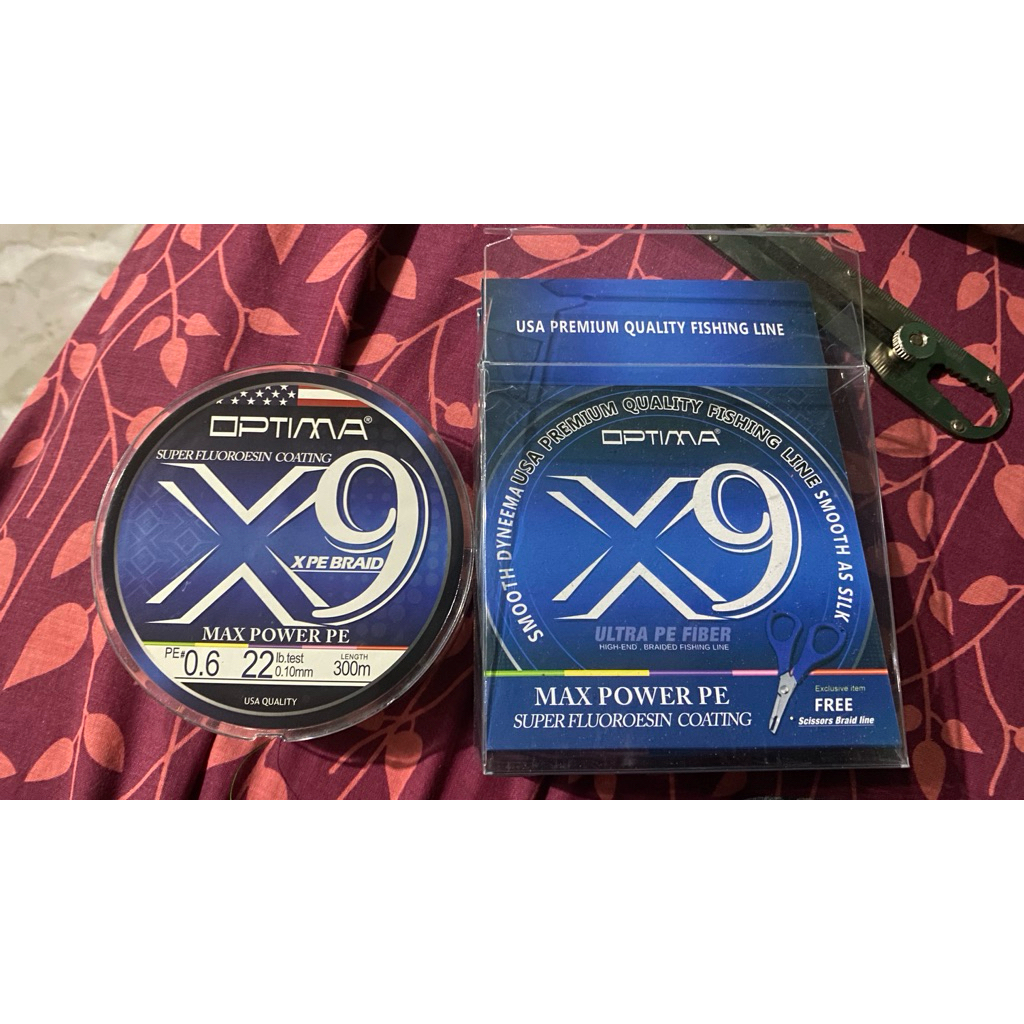 OPTIMA®
SUPER FLUOROESIN COATING
X9
X PE BRAID
MAX POWER PE
PE# 0.6 22 lb.test 0.10mm LENGTH 300m
USA QUALITY
USA PREMIUM QUALITY FISHING LINE
SMOOTH DYNEEMA USA PREMIUM QUALITY FISHING LINE SMOOTH AS SILK
OPTIMA®
X9
ULTRA PE FIBER
HIGH-END , BRAIDED FISHING LINE
MAX POWER PE
SUPER FLUOROESIN COATING
Exclusive item
FREE
* Scissors Braid line